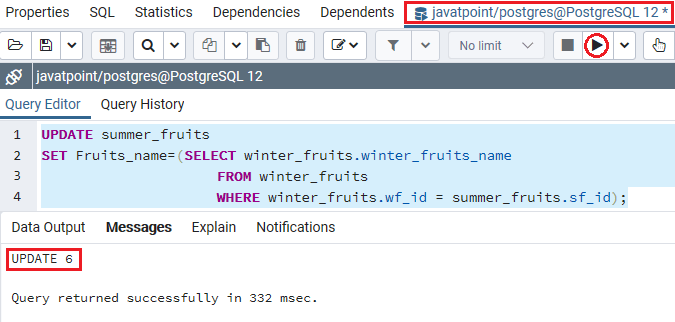 Properties SQL Statistics Dependencies Dependents javatpoint/postgres@PostgreSQL 12 *
No limit
javatpoint/postgres@PostgreSQL 12
Query Editor Query History
1 UPDATE summer_fruits
2 SET Fruits_name=(SELECT winter_fruits.winter_fruits_name
3 FROM winter_fruits
4 WHERE winter_fruits.wf_id = summer_fruits.sf_id);
Data Output Messages Explain Notifications
UPDATE 6
Query returned successfully in 332 msec.